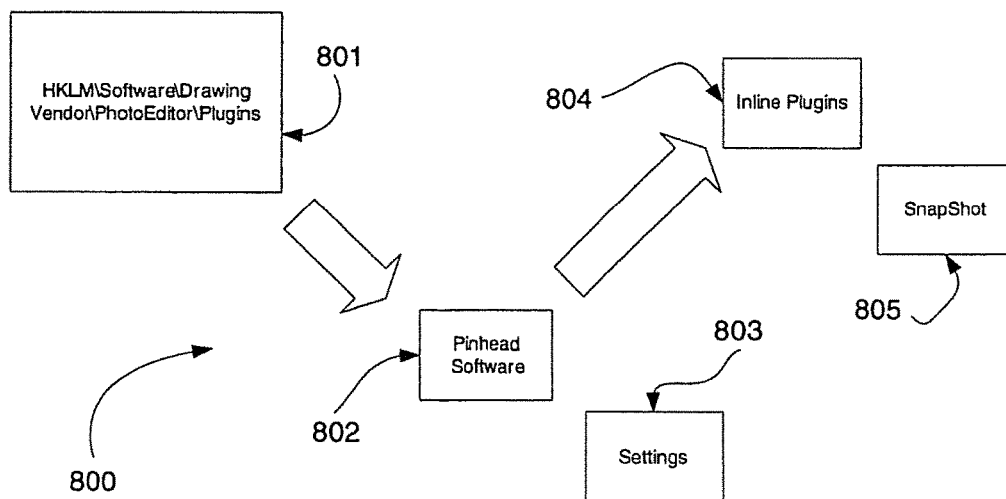 HKLM\Software\Drawing
Vendor\PhotoEditor\Plugins
801
804
Inline Plugins
SnapShot
805
Pinhead
Software
802
803
Settings
800